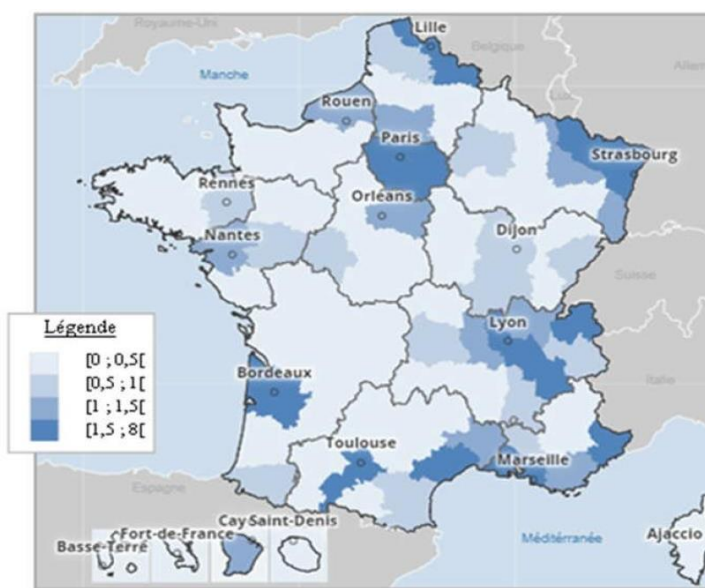 Royaume-Uni
Lille
Belgique
Manche
Rouen
Paris
Strasbourg
Rennes
Orléans
Nantes
Dijon
Suisse
Légende
[0 ; 0,5[
[0,5 ; 1[
[1 ; 1,5[
[1,5 ; 8[
Lyon
Bordeaux
Italie
Toulouse
Marseille
Espagne
Fort-de-France
Cay
Saint-Denis
Basse-Terre
Méditérranée
Ajaccio